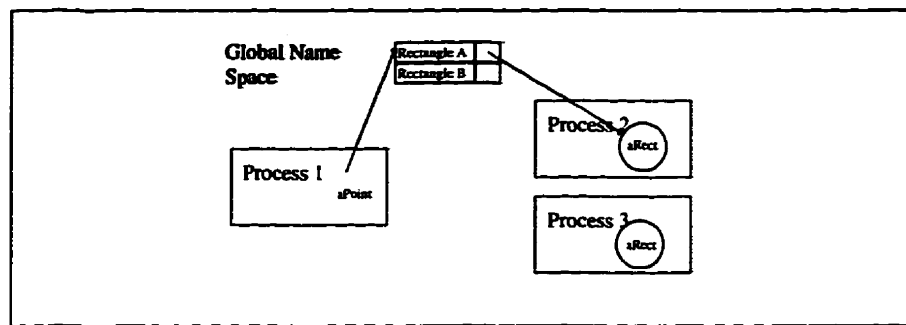 Global Name
Space
Rectangle A
Rectangle B
Process 1
aPoint
Process 2
aRect
Process 3
aRect